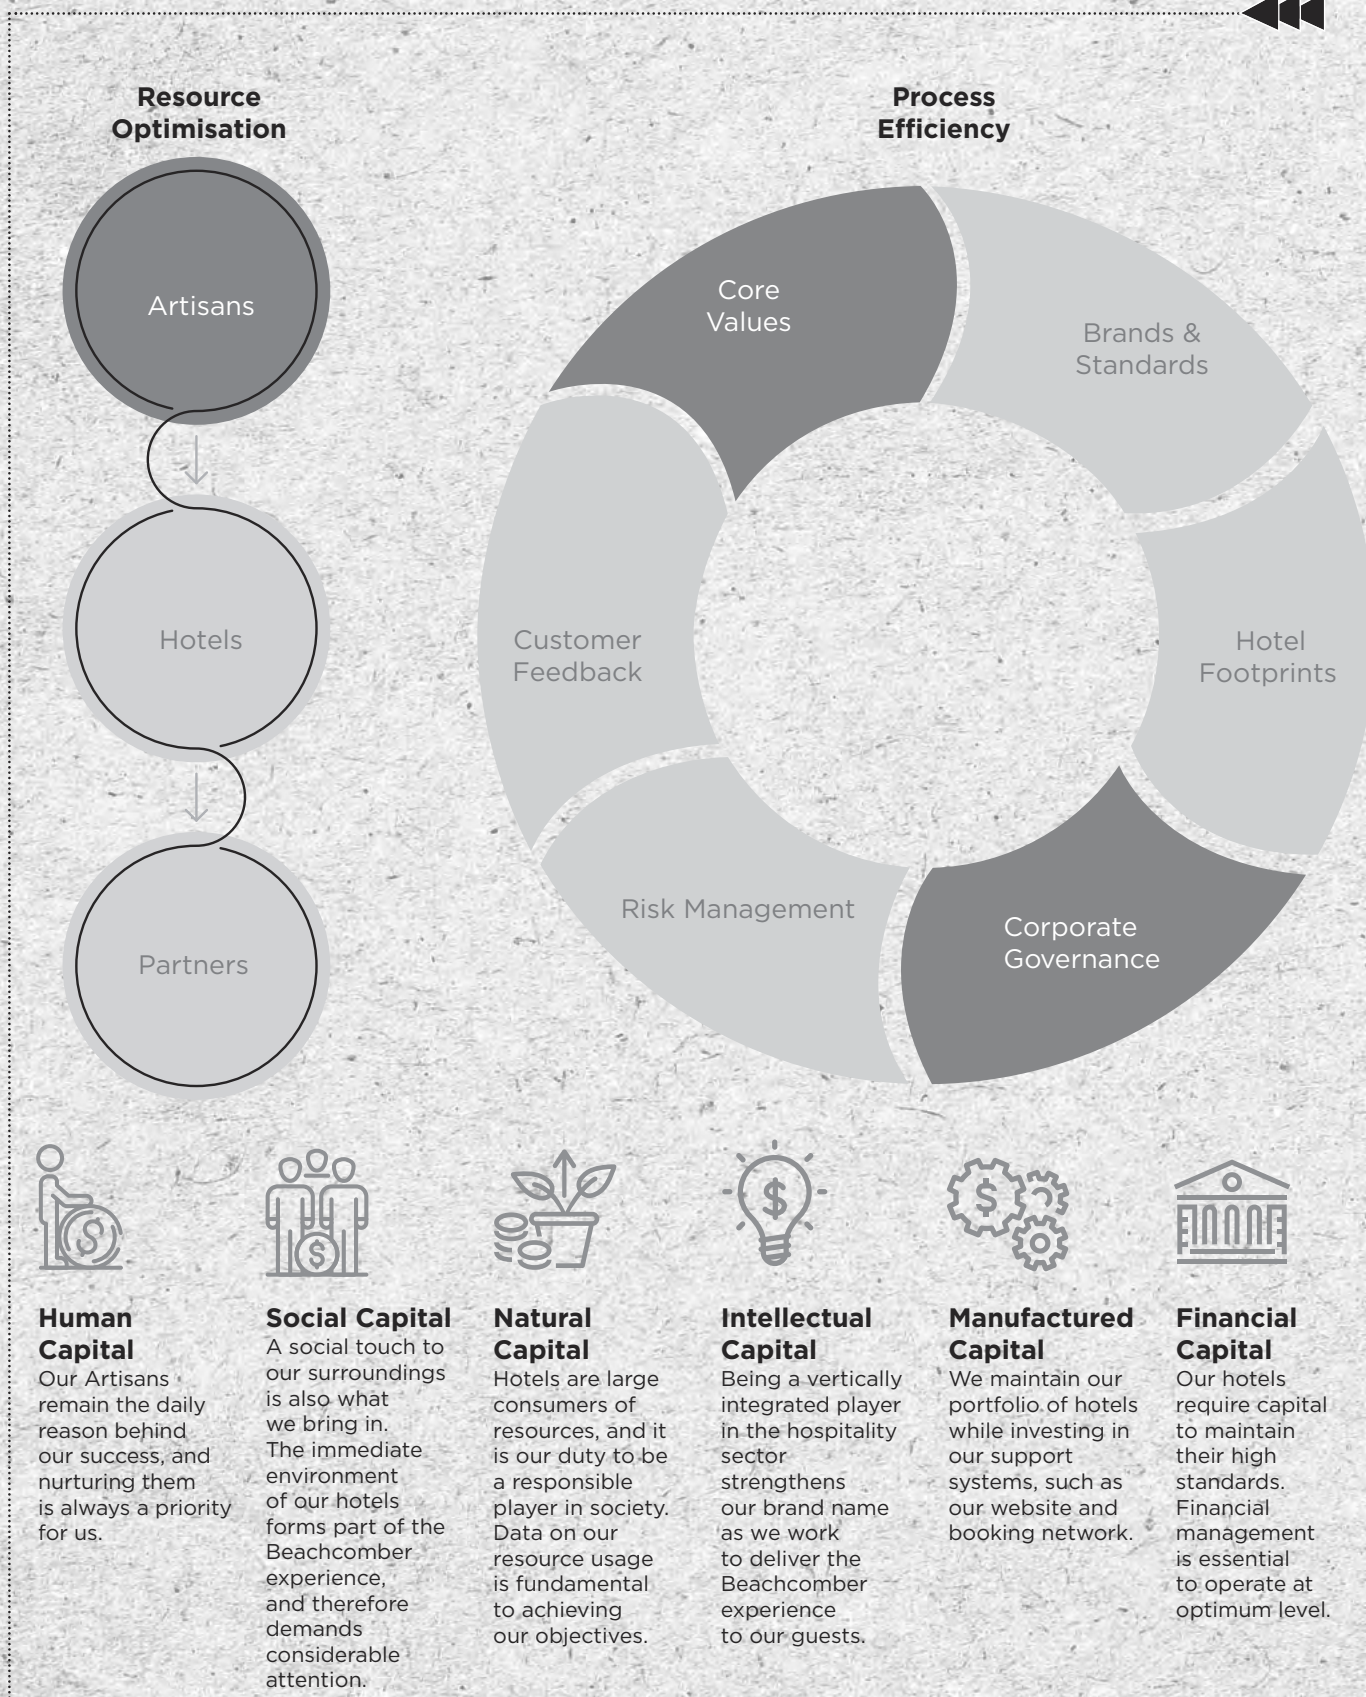 Resource
Optimisation
Artisans
Hotels
Partners
Process
Efficiency
Core
Values
Brands &
Standards
Hotel
Footprints
Corporate
Governance
Risk Management
Customer
Feedback
Human
Capital
Our Artisans
remain the daily
reason behind
our success, and
nurturing them
is always a priority
for us.
Social Capital
A social touch to
our surroundings
is also what
we bring in.
The immediate
environment
of our hotels
forms part of the
Beachcomber
experience,
and therefore
demands
considerable
attention.
Natural
Capital
Hotels are large
consumers of
resources, and it
is our duty to be
a responsible
player in society.
Data on our
resource usage
is fundamental
to achieving
our objectives.
Intellectual
Capital
Being a vertically
integrated player
in the hospitality
sector
strengthens
our brand name
as we work
to deliver the
Beachcomber
experience
to our guests.
Manufactured
Capital
We maintain our
portfolio of hotels
while investing in
our support
systems, such as
our website and
booking network.
Financial
Capital
Our hotels
require capital
to maintain
their high
standards.
Financial
management
is essential
to operate at
optimum level.